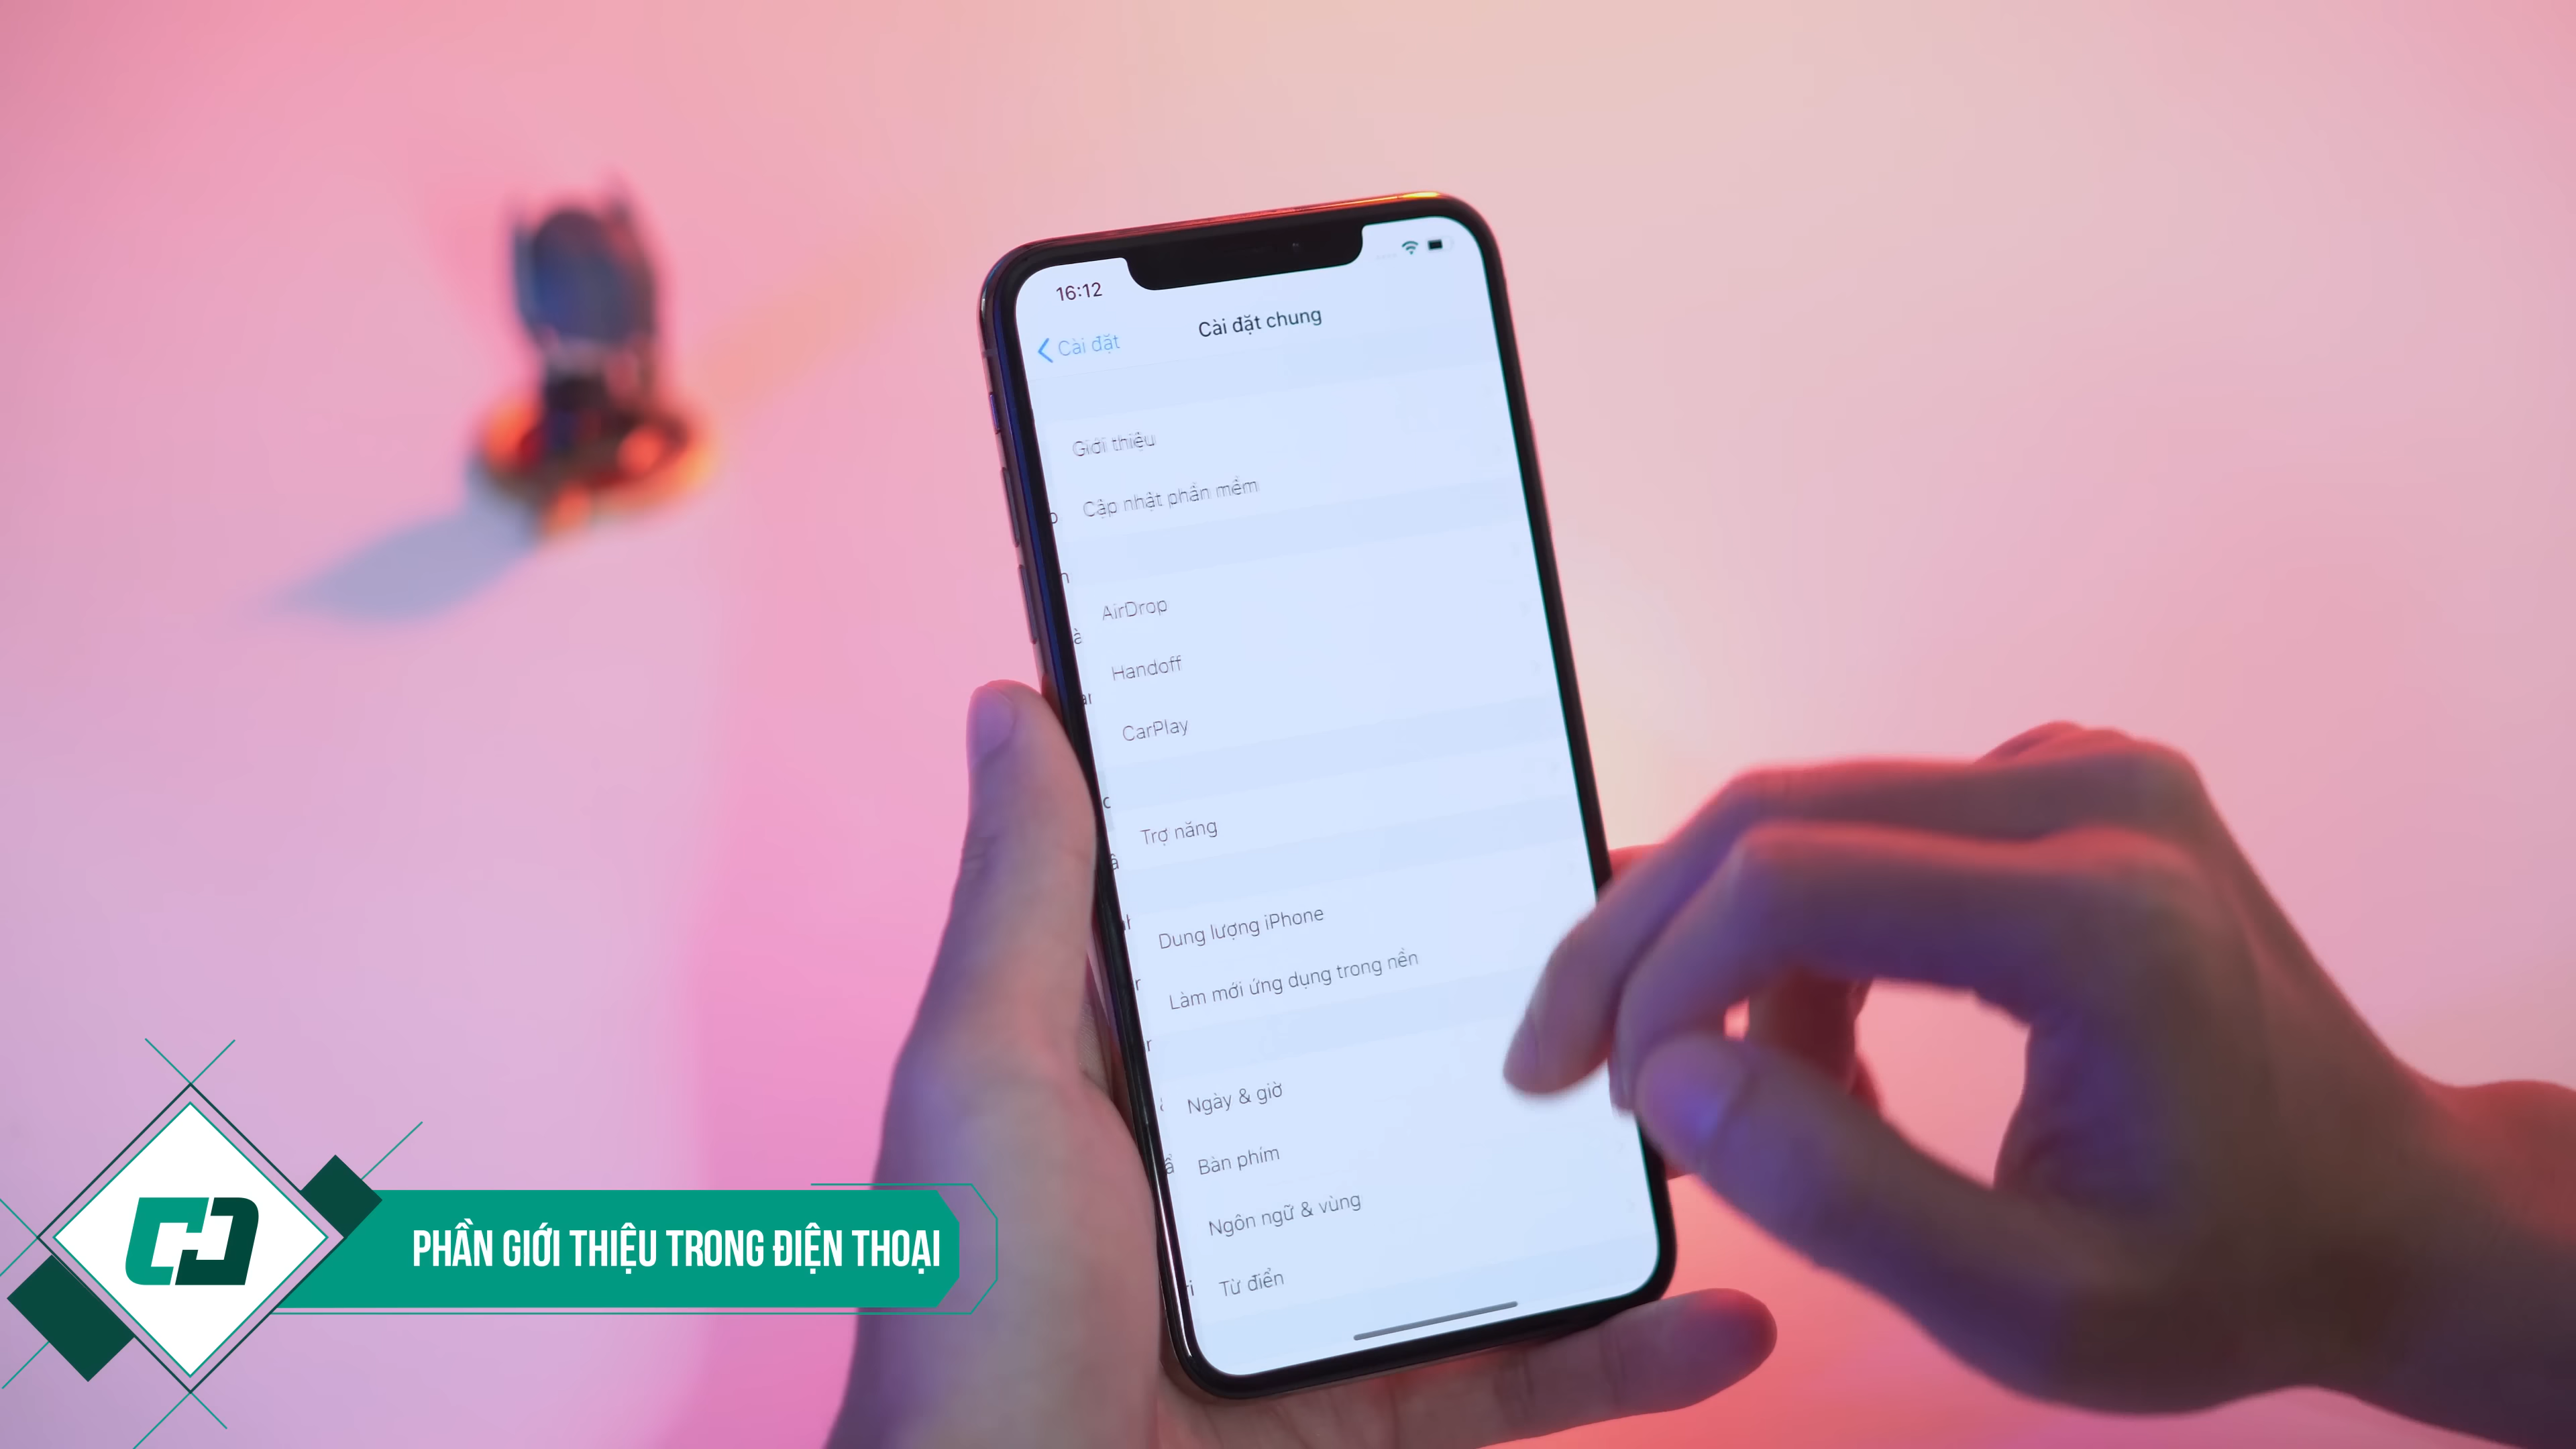 16:12
Cài đặt
Cài đặt chung
Giới thiệu
Cập nhật phần mềm
AirDrop
Handoff
CarPlay
Trợ năng
Dung lượng iPhone
Làm mới ứng dụng trong nền
Ngày & giờ
Bàn phím
Ngôn ngữ & vùng
Từ điển
PHẦN GIỚI THIỆU TRONG ĐIỆN THOẠI